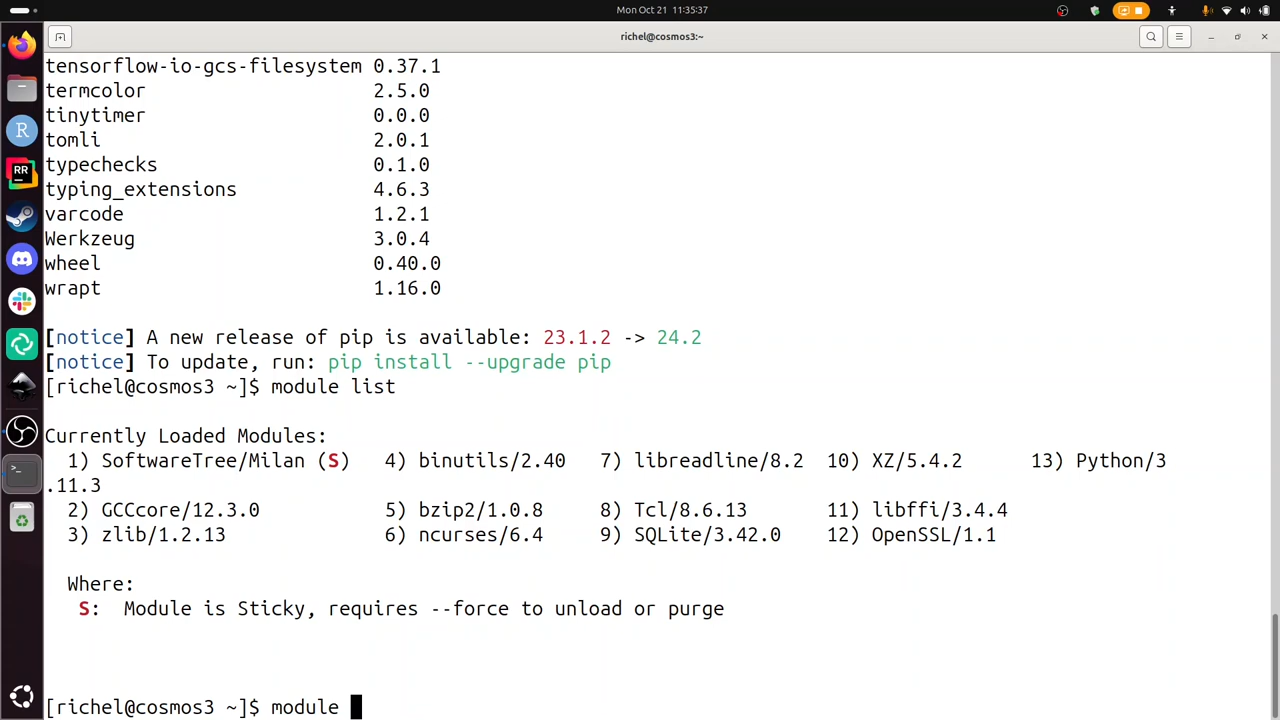 Mon Oct 21 11:35:37
richel@cosmos3:~
tensorflow-io-gcs-filesystem 0.37.1
termcolor 2.5.0
tinytimer 0.0.0
tomli 2.0.1
typechecks 0.1.0
typing_extensions 4.6.3
varcode 1.2.1
Werkzeug 3.0.4
wheel 0.40.0
wrapt 1.16.0
[notice] A new release of pip is available: 23.1.2 -> 24.2
[notice] To update, run: pip install --upgrade pip
[richel@cosmos3 ~]$ module list
Currently Loaded Modules:
1) SoftwareTree/Milan (S) 4) binutils/2.40 7) libreadline/8.2 10) XZ/5.4.2 13) Python/3
.11.3
2) GCCcore/12.3.0 5) bzip2/1.0.8 8) Tcl/8.6.13 11) libffi/3.4.4
3) zlib/1.2.13 6) ncurses/6.4 9) SQLite/3.42.0 12) OpenSSL/1.1
Where:
S: Module is Sticky, requires --force to unload or purge
[richel@cosmos3 ~]$ module
R
RR